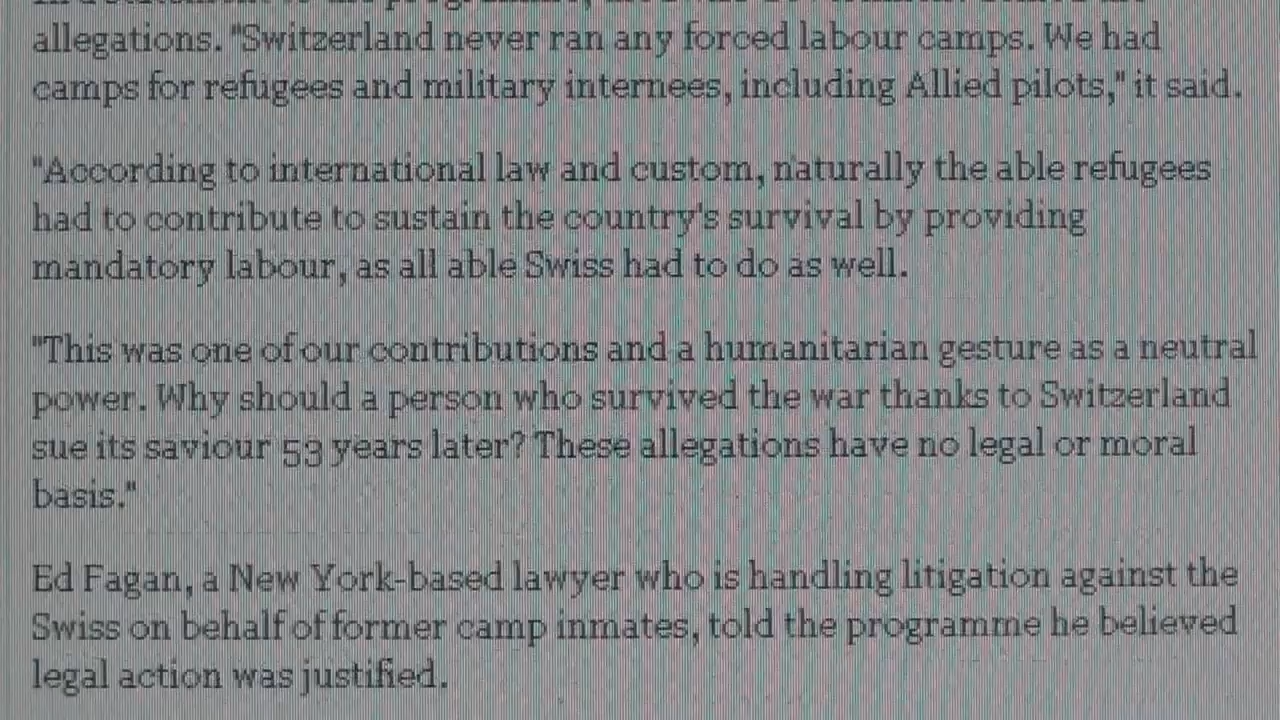 allegations. "Switzerland never ran any forced labour camps. We had
camps for refugees and military internees, including Allied pilots," it said.
"According to international law and custom, naturally the able refugees
had to contribute to sustain the country's survival by providing
mandatory labour, as all able Swiss had to do as well.
"This was one of our contributions and a humanitarian gesture as a neutral
power. Why should a person who survived the war thanks to Switzerland
sue its saviour 53 years later? These allegations have no legal or moral
basis."
Ed Fagan, a New York-based lawyer who is handling litigation against the
Swiss on behalf of former camp inmates, told the programme he believed
legal action was justified.